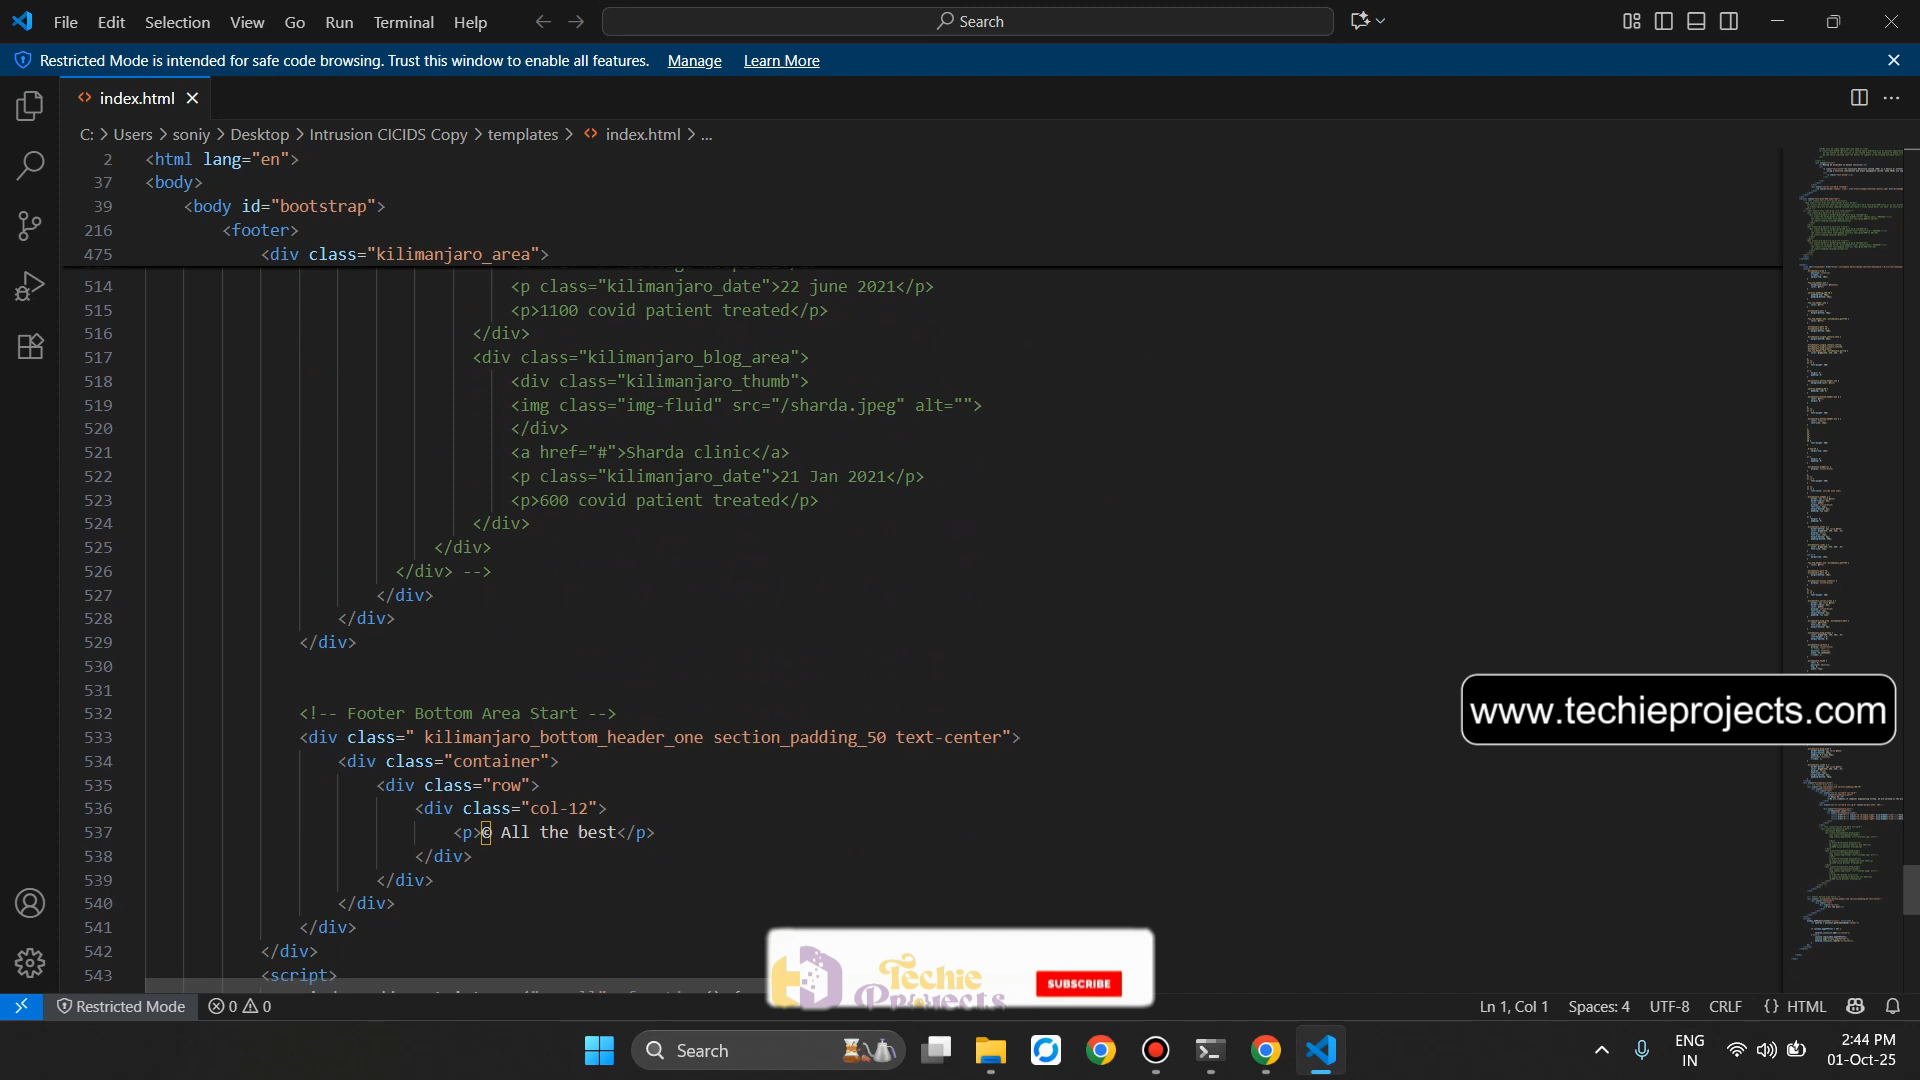 File Edit Selection View Go Run Terminal Help
Search
Restricted Mode is intended for safe code browsing. Trust this window to enable all features. Manage Learn More
index.html
C: > Users > soniy > Desktop > Intrusion CICIDS Copy > templates > index.html > ...
2 <html lang="en">
37 <body>
39 <body id="bootstrap">
216 <footer>
475 <div class="kilimanjaro_area">
514 <p class="kilimanjaro_date">22 june 2021</p>
515 <p>1100 covid patient treated</p>
516 </div>
517 <div class="kilimanjaro_blog_area">
518 <div class="kilimanjaro_thumb">
519 <img class="img-fluid" src="/sharda.jpeg" alt="">
520 </div>
521 <a href="#">Sharda clinic</a>
522 <p class="kilimanjaro_date">21 Jan 2021</p>
523 <p>600 covid patient treated</p>
524 </div>
525 </div>
526 </div> -->
527 </div>
528 </div>
529 </div>
530
531
532 <!-- Footer Bottom Area Start -->
533 <div class=" kilimanjaro_bottom_header_one section_padding_50 text-center">
534 <div class="container">
535 <div class="row">
536 <div class="col-12">
537 <p>© All the best</p>
538 </div>
539 </div>
540 </div>
541 </div>
542 </div>
543 <script>
www.techieprojects.com
Techie Projects
SUBSCRIBE
Restricted Mode 0 0 Ln 1, Col 1 Spaces: 4 UTF-8 CRLF {} HTML
Search
ENG IN
2:44 PM
01-Oct-25